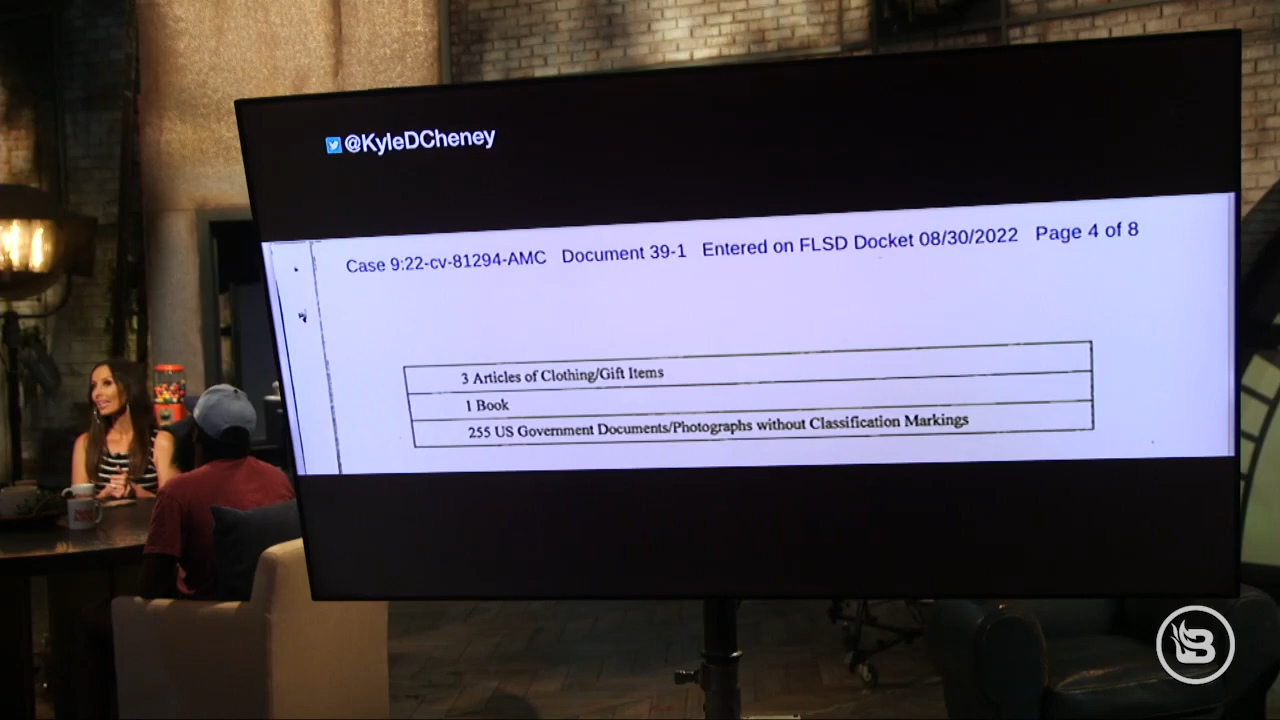 @KyleDCheney
Case 9:22-cv-81294-AMC Document 39-1 Entered on FLSD Docket 08/30/2022 Page 4 of 8
3 Articles of Clothing/Gift Items
1 Book
255 US Government Documents/Photographs without Classification Markings
B